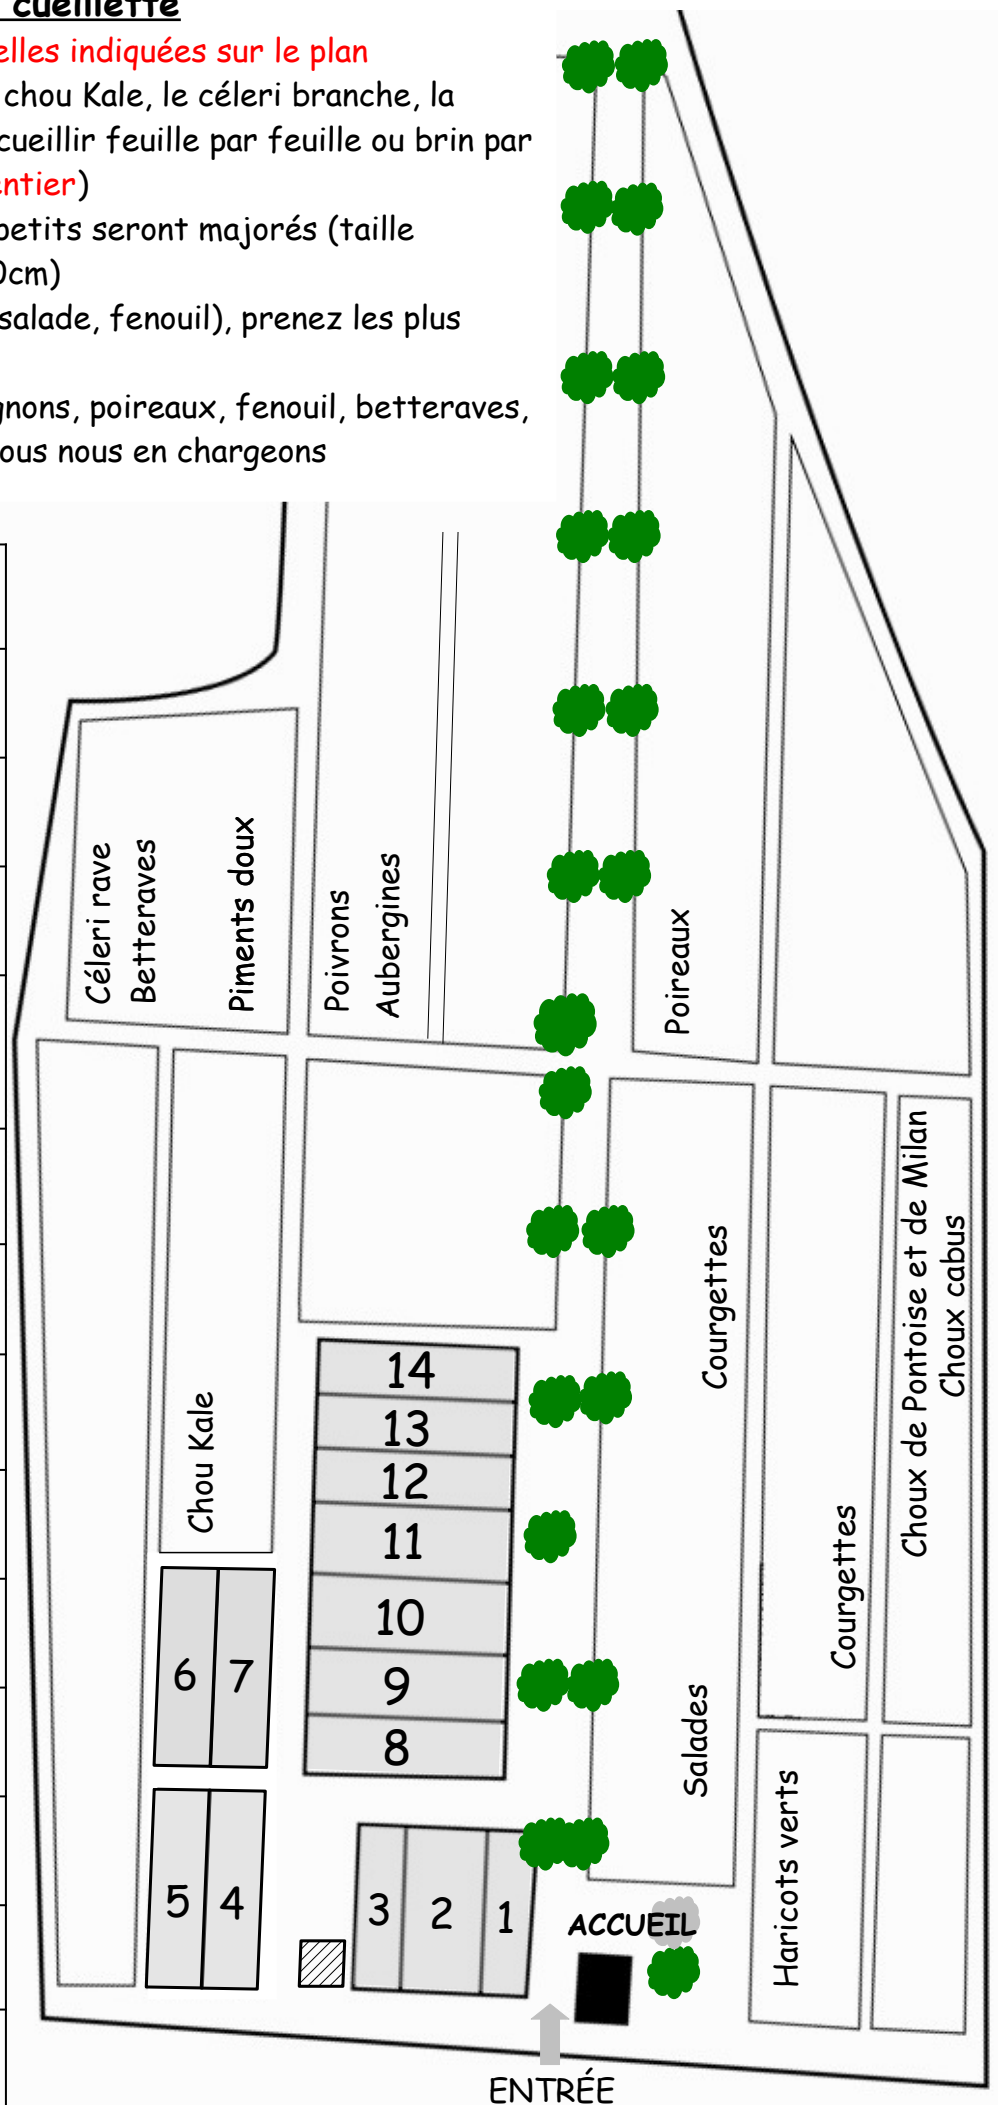 cueillette
elles indiquées sur le plan
chou Kale, le céleri branche, la
cueillir feuille par feuille ou brin par
entier)
petits seront majorés (taille
0cm)
salade, fenouil), prenez les plus
gnons, poireaux, fenouil, betteraves,
ous nous en chargeons
Céleri rave
Betteraves
Piments doux
Poivrons
Aubergines
Poireaux
Chou Kale
Courgettes
Salades
Courgettes
Choux de Pontoise et de Milan
Choux cabus
Haricots verts
14
13
12
11
10
9
8
6 7
5 4
3 2 1
ACCUEIL
ENTRÉE